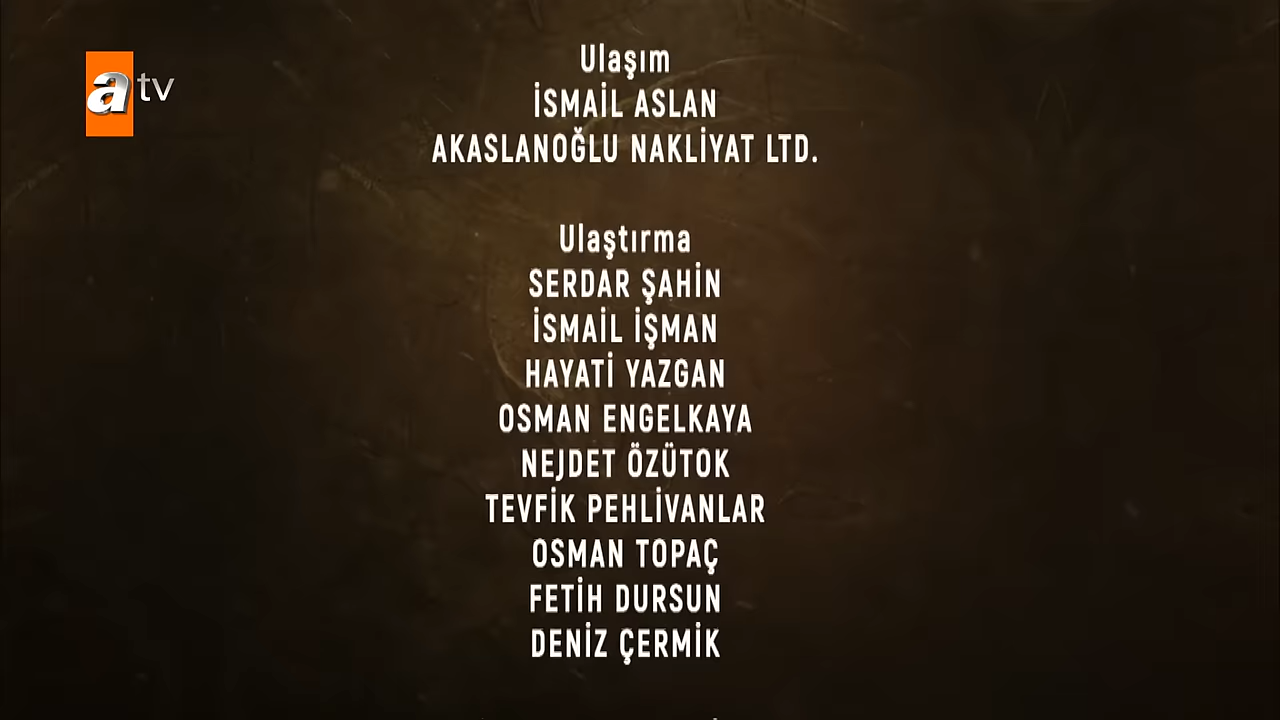 atv
Ulaşım
İSMAİL ASLAN
AKASLANOĞLU NAKLİYAT LTD.
Ulaştırma
SERDAR ŞAHİN
İSMAİL İŞMAN
HAYATİ YAZGAN
OSMAN ENGELKAYA
NEJDET ÖZÜTOK
TEVFİK PEHLİVANLAR
OSMAN TOPAÇ
FETİH DURSUN
DENİZ ÇERMİK